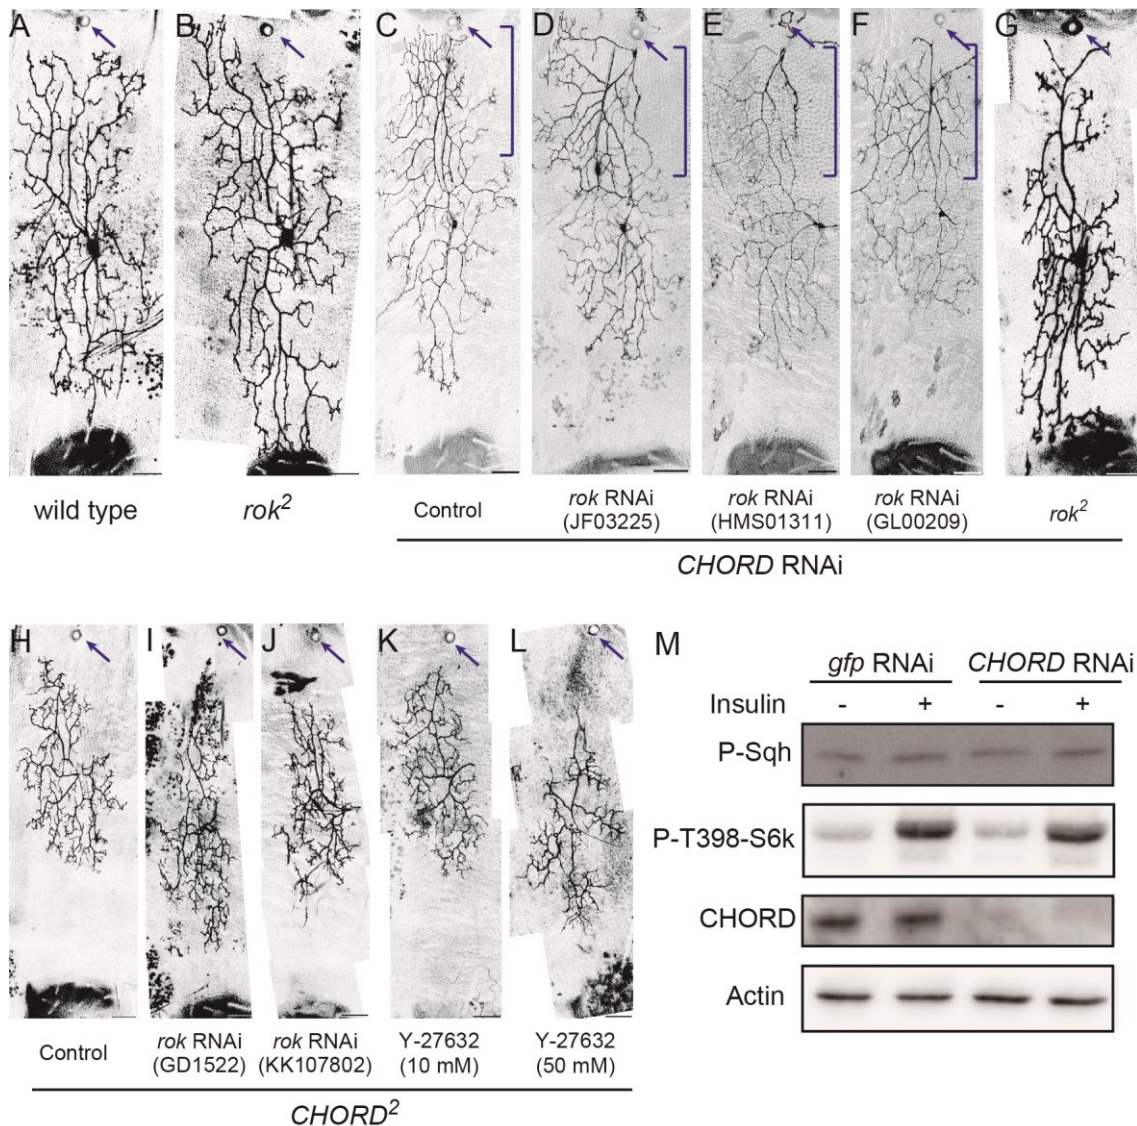 A B C D E F G
wild type
rok²
Control
rok RNAi
(JF03225)
rok RNAi
(HMS01311)
rok RNAi
(GL00209)
rok²
CHORD RNAi
H I J K L M
gfp RNAi CHORD RNAi
Insulin - + - +
P-Sqh
P-T398-S6k
CHORD
Actin
Control
rok RNAi
(GD1522)
rok RNAi
(KK107802)
Y-27632
(10 mM)
Y-27632
(50 mM)
CHORD²